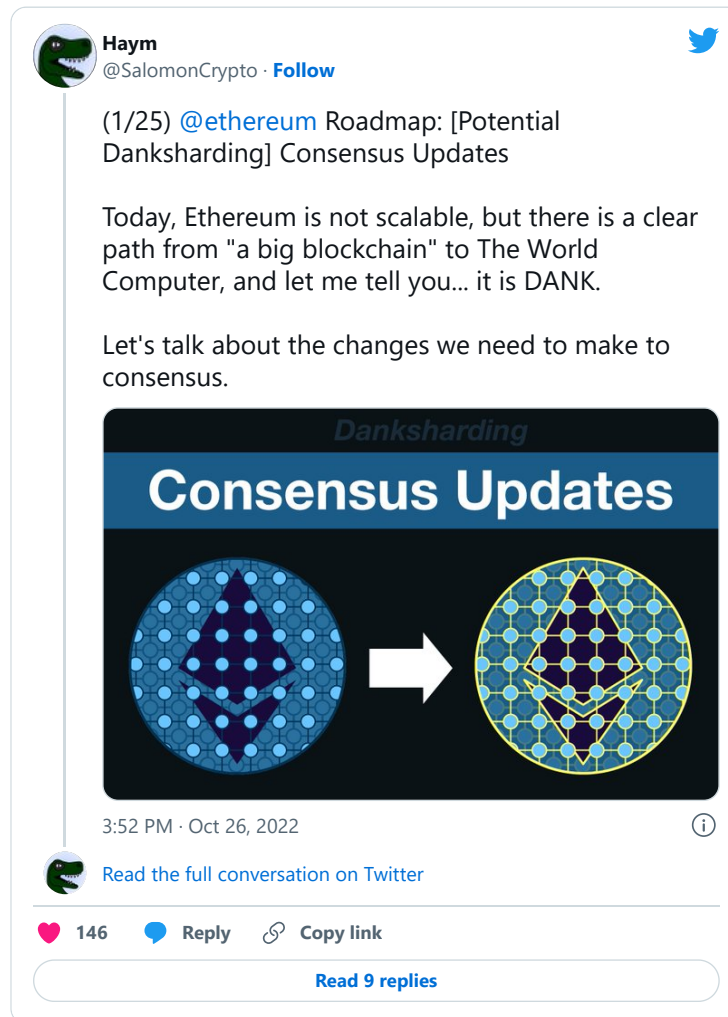 Haym
@SalomonCrypto · Follow
(1/25) @ethereum Roadmap: [Potential
Danksharding] Consensus Updates
Today, Ethereum is not scalable, but there is a clear
path from "a big blockchain" to The World
Computer, and let me tell you... it is DANK.
Let's talk about the changes we need to make to
consensus.
Danksharding
Consensus Updates
3:52 PM · Oct 26, 2022
Read the full conversation on Twitter
146 Reply Copy link
Read 9 replies